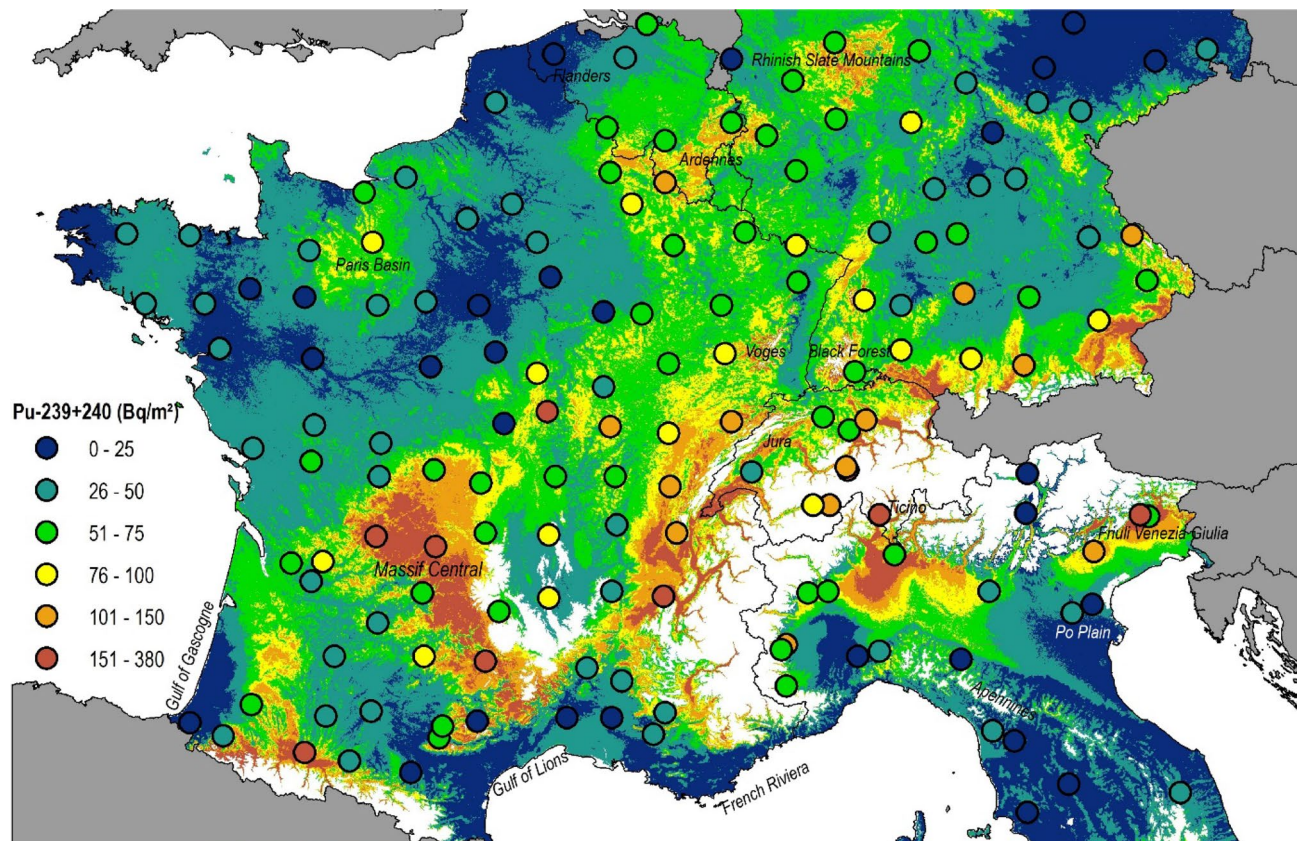 Flanders
Rhinish Slate Mountains
Ardennes
Paris Basin
Voges
Black Forest
Pu-239+240 (Bq/m²)
0 - 25
26 - 50
51 - 75
76 - 100
101 - 150
151 - 380
Jura
Ticino
Friuli Venezia Giulia
Massif Central
Gulf of Gascogne
Po Plain
Apennines
Gulf of Lions
French Riviera